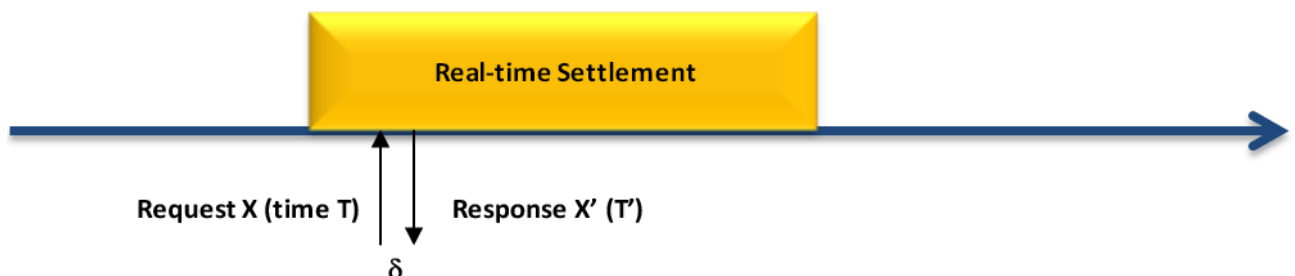 Real-time Settlement
Request X (time T)
Response X’ (T’)
δ